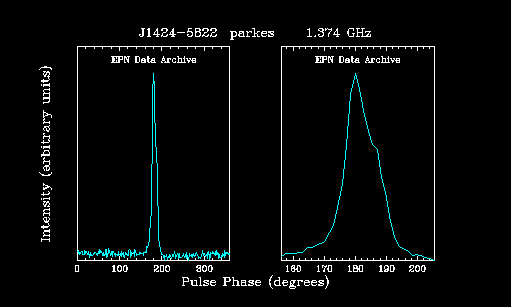 J1424-5822 parkes 1.374 GHz
EPN Data Archive
EPN Data Archive
Intensity (arbitrary units)
0 100 200 300
160 170 180 190 200
Pulse Phase (degrees)